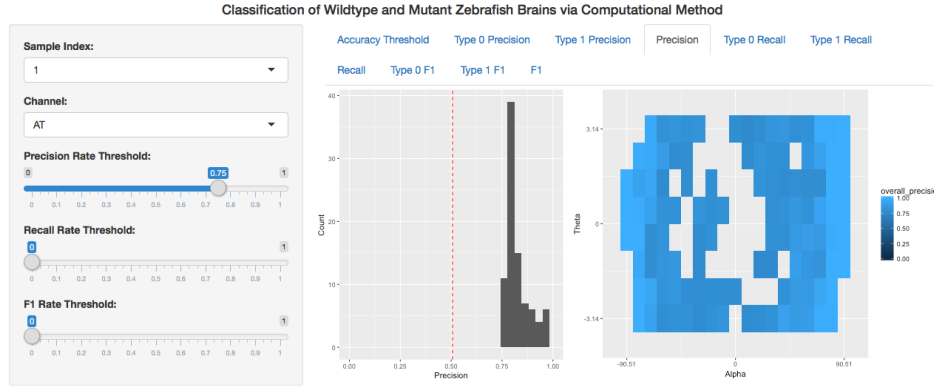 Classification of Wildtype and Mutant Zebrafish Brains via Computational Method
Sample Index:
1
Channel:
AT
Precision Rate Threshold:
0 0.75 1
0 0.1 0.2 0.3 0.4 0.5 0.6 0.7 0.8 0.9 1
Recall Rate Threshold:
0 1
0 0.1 0.2 0.3 0.4 0.5 0.6 0.7 0.8 0.9 1
F1 Rate Threshold:
0 1
0 0.1 0.2 0.3 0.4 0.5 0.6 0.7 0.8 0.9 1
Accuracy Threshold Type 0 Precision Type 1 Precision Precision Type 0 Recall Type 1 Recall
Recall Type 0 F1 Type 1 F1 F1
40
30
20
10
0
Count
0.00 0.25 0.50 0.75 1.00
Precision
3.14
0
-3.14
Theta
-90.51 0 90.51
Alpha
overall_precisi
1.00
0.75
0.50
0.25
0.00